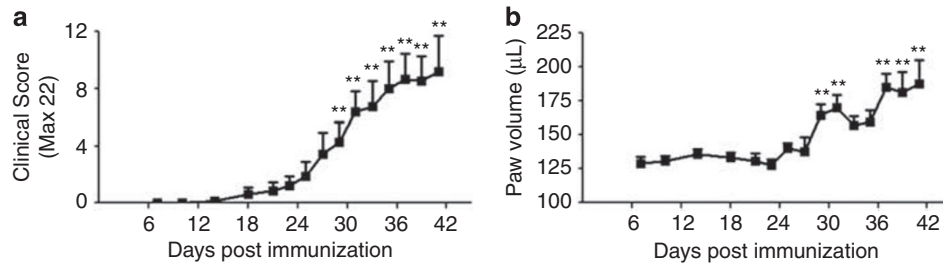 a
Clinical Score
(Max 22)
12
8
4
0
** ** ** ** ** ** **
6 12 18 24 30 36 42
Days post immunization
b
Paw volume (µL)
225
200
175
150
125
100
** ** ** ** **
6 12 18 24 30 36 42
Days post immunization